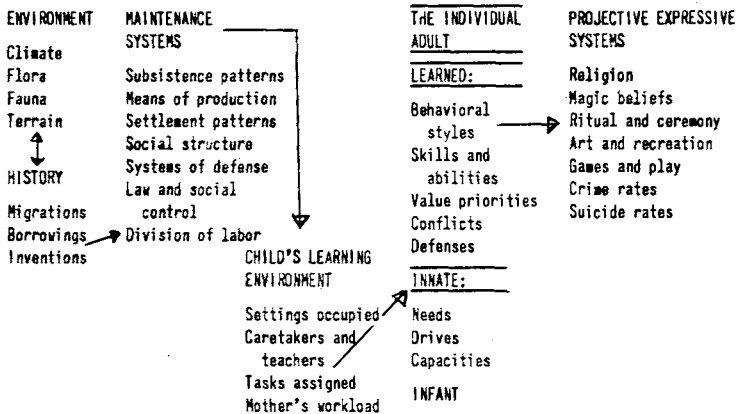 ENVIRONMENT
Climate
Flora
Fauna
Terrain
HISTORY
Migrations
Borrowings
Inventions
MAINTENANCE
SYSTEMS
Subsistence patterns
Means of production
Settlement patterns
Social structure
Systems of defense
Law and social
control
Division of labor
CHILD'S LEARNING
ENVIRONMENT
Settings occupied
Caretakers and
teachers
Tasks assigned
Mother's workload
THE INDIVIDUAL
ADULT
LEARNED:
Behavioral
styles
Skills and
abilities
Value priorities
Conflicts
Defenses
INNATE:
Needs
Drives
Capacities
INFANT
PROJECTIVE EXPRESSIVE
SYSTEMS
Religion
Magic beliefs
Ritual and ceremony
Art and recreation
Games and play
Crime rates
Suicide rates